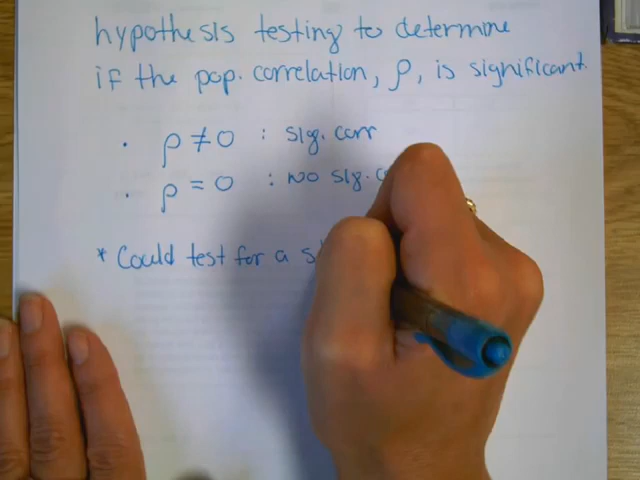 hypothesis testing to determine
if the pop. correlation, ρ, is significant.
• ρ ≠ 0 : sig. corr
• ρ = 0 : no sig.
* Could test for a